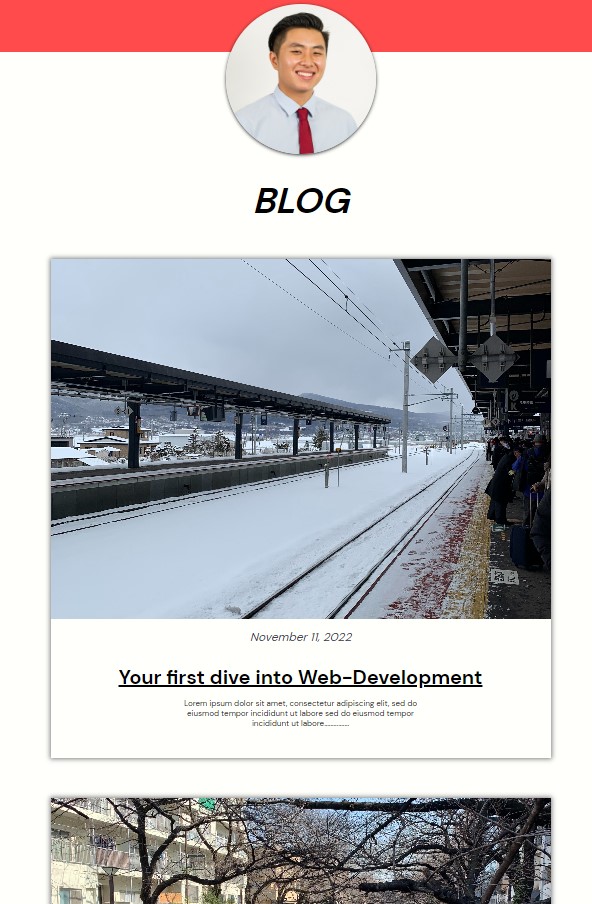 BLOG
November 11, 2022
Your first dive into Web-Development
Lorem ipsum dolor sit amet, consectetur adipiscing elit, sed do
eiusmod tempor incididunt ut labore sed do eiusmod tempor
incididunt ut labore................